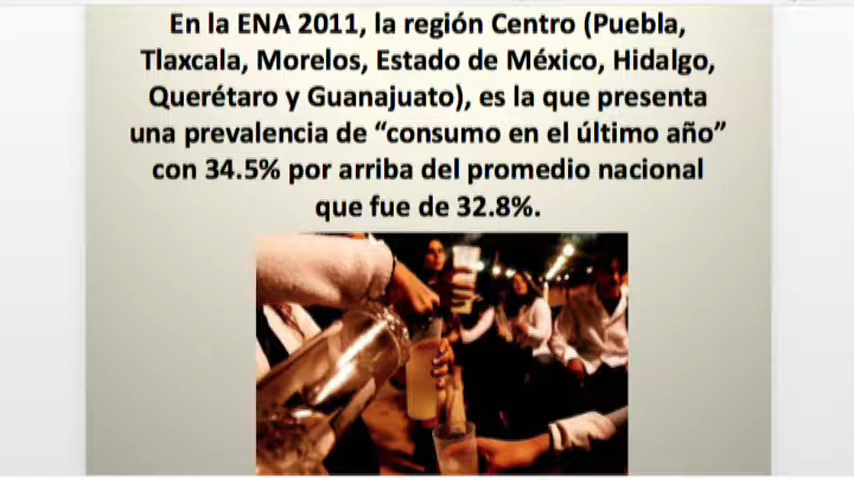 En la ENA 2011, la región Centro (Puebla,
Tlaxcala, Morelos, Estado de México, Hidalgo,
Querétaro y Guanajuato), es la que presenta
una prevalencia de “consumo en el último año”
con 34.5% por arriba del promedio nacional
que fue de 32.8%.